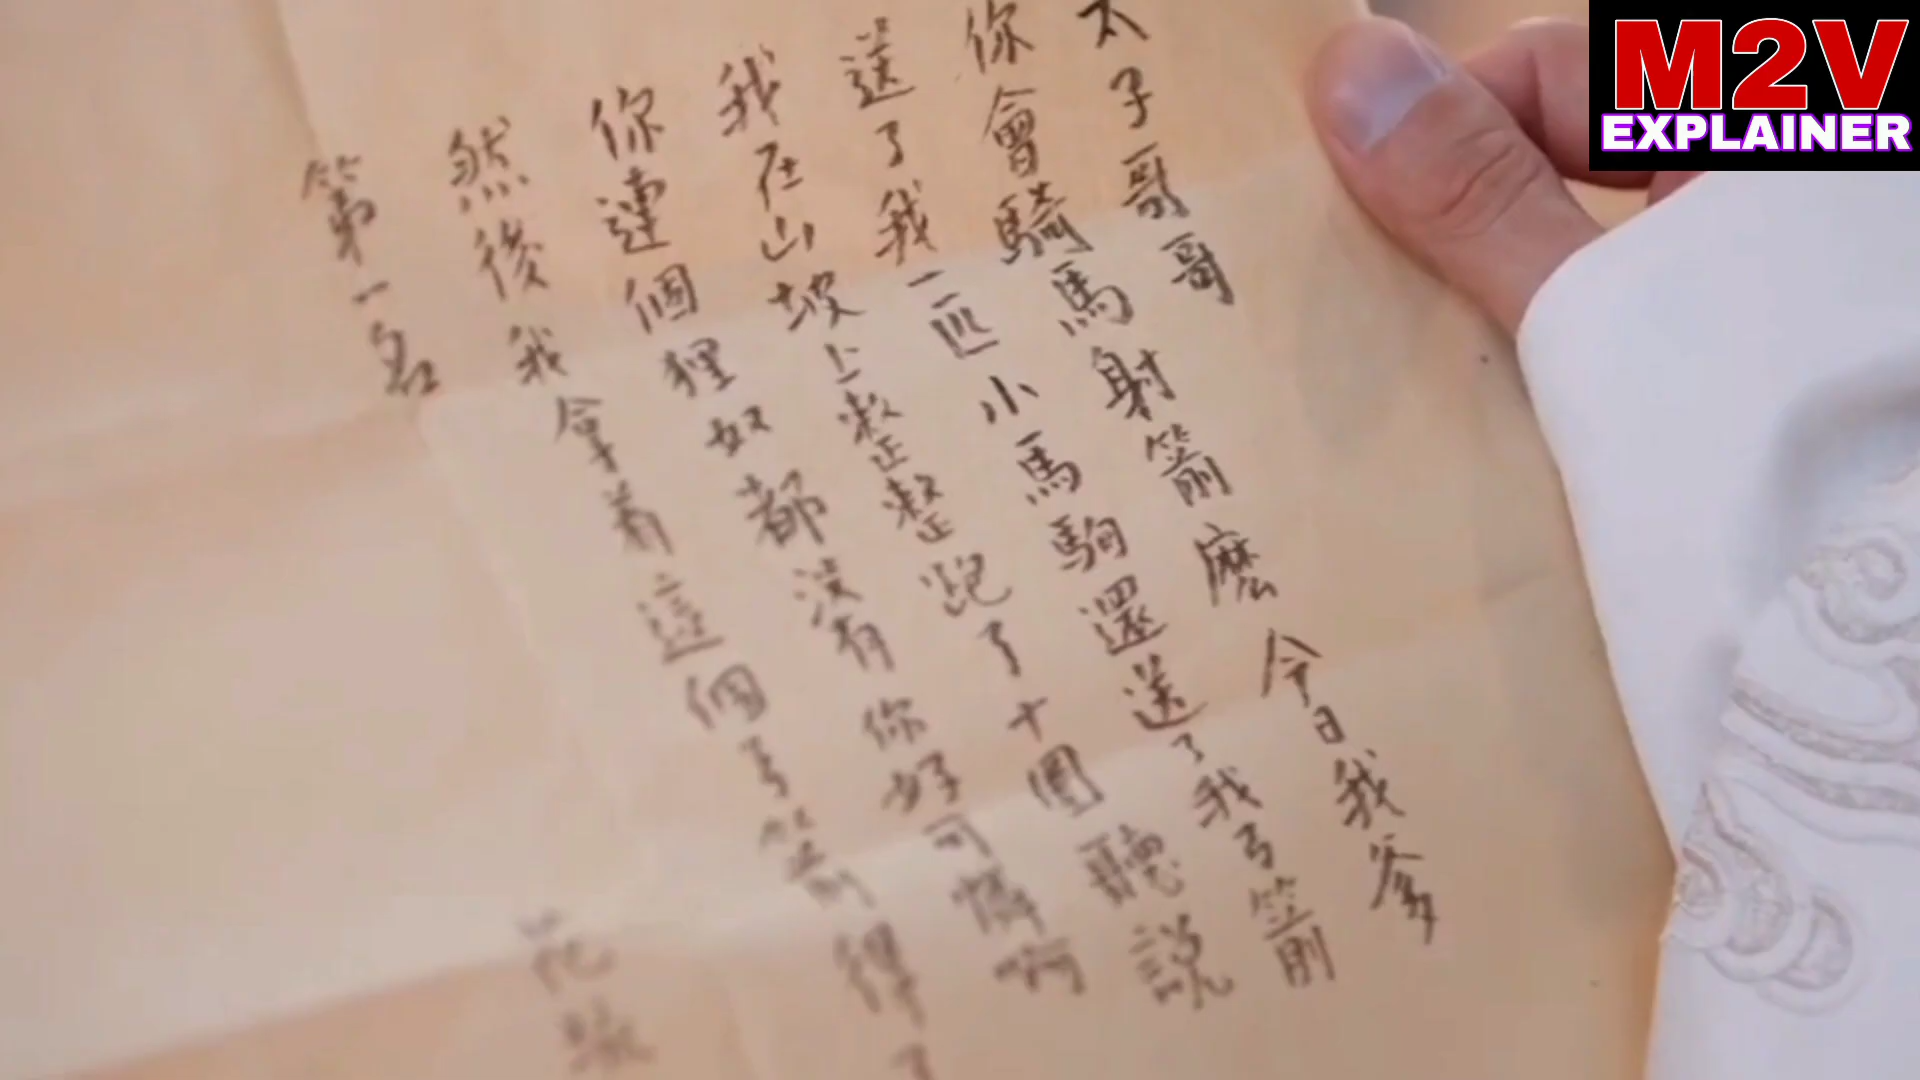 太子哥哥
你會騎馬射箭麼今日我爹
送了我一匹小馬駒還送了我弓箭
我在山坡上整整跑了十圈聽説
你連個狸奴都没有你好可憐啊
然後我拿着這個弓箭得了
第一名
M2V
EXPLAINER